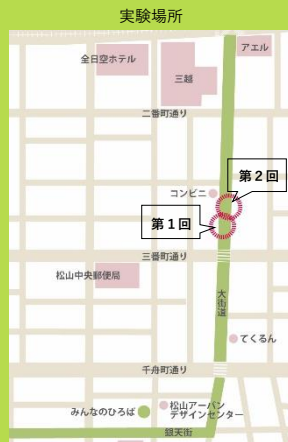 実験場所
アエル
全日空ホテル
三越
二番町通り
第２回
コンビニ
第１回
三番町通り
松山中央郵便局
大街道
てくるん
千舟町通り
みんなのひろば
松山アーバン
デザインセンター
銀天街